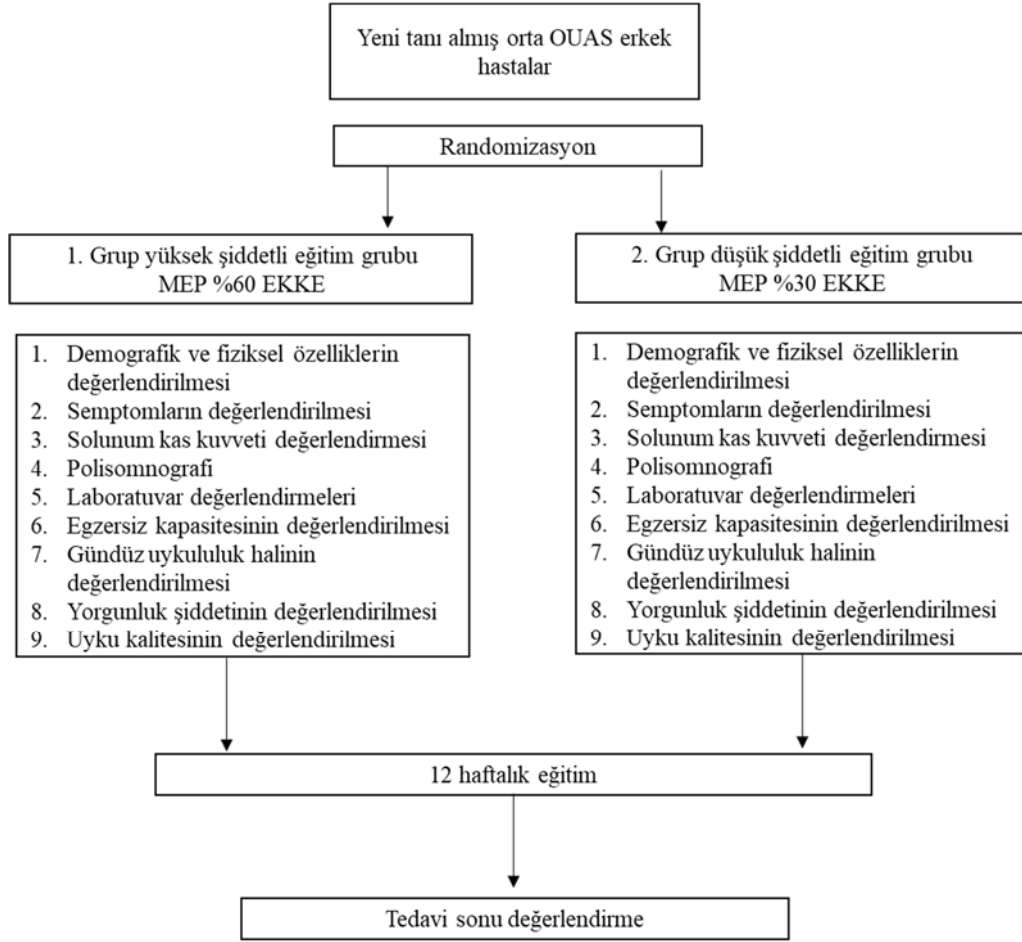 Yeni tanı almış orta OUAS erkek
hastalar
Randomizasyon
1. Grup yüksek şiddetli eğitim grubu
MEP %60 EKKE
2. Grup düşük şiddetli eğitim grubu
MEP %30 EKKE
1. Demografik ve fiziksel özelliklerin
değerlendirilmesi
2. Semptomların değerlendirilmesi
3. Solunum kas kuvveti değerlendirmesi
4. Polisomnografi
5. Laboratuvar değerlendirmeleri
6. Egzersiz kapasitesinin değerlendirilmesi
7. Gündüz uykululuk halinin
değerlendirilmesi
8. Yorgunluk şiddetinin değerlendirilmesi
9. Uyku kalitesinin değerlendirilmesi
1. Demografik ve fiziksel özelliklerin
değerlendirilmesi
2. Semptomların değerlendirilmesi
3. Solunum kas kuvveti değerlendirmesi
4. Polisomnografi
5. Laboratuvar değerlendirmeleri
6. Egzersiz kapasitesinin değerlendirilmesi
7. Gündüz uykululuk halinin
değerlendirilmesi
8. Yorgunluk şiddetinin değerlendirilmesi
9. Uyku kalitesinin değerlendirilmesi
12 haftalık eğitim
Tedavi sonu değerlendirme